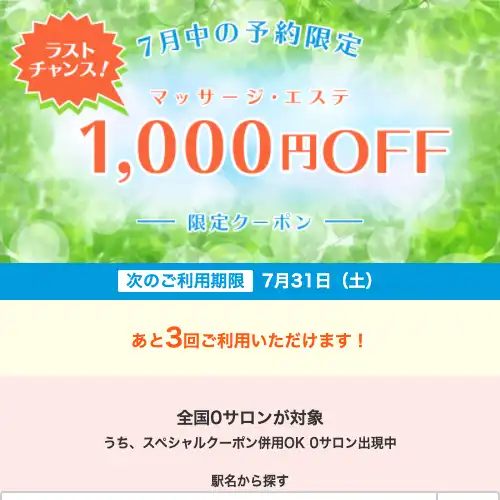 ラスト
チャンス!
7月中の予約限定
マッサージ・エステ
1,000円OFF
限定クーポン
次のご利用期限 7月31日（土）
あと3回ご利用いただけます！
全国0サロンが対象
うち、スペシャルクーポン併用OK 0サロン出現中
駅名から探す